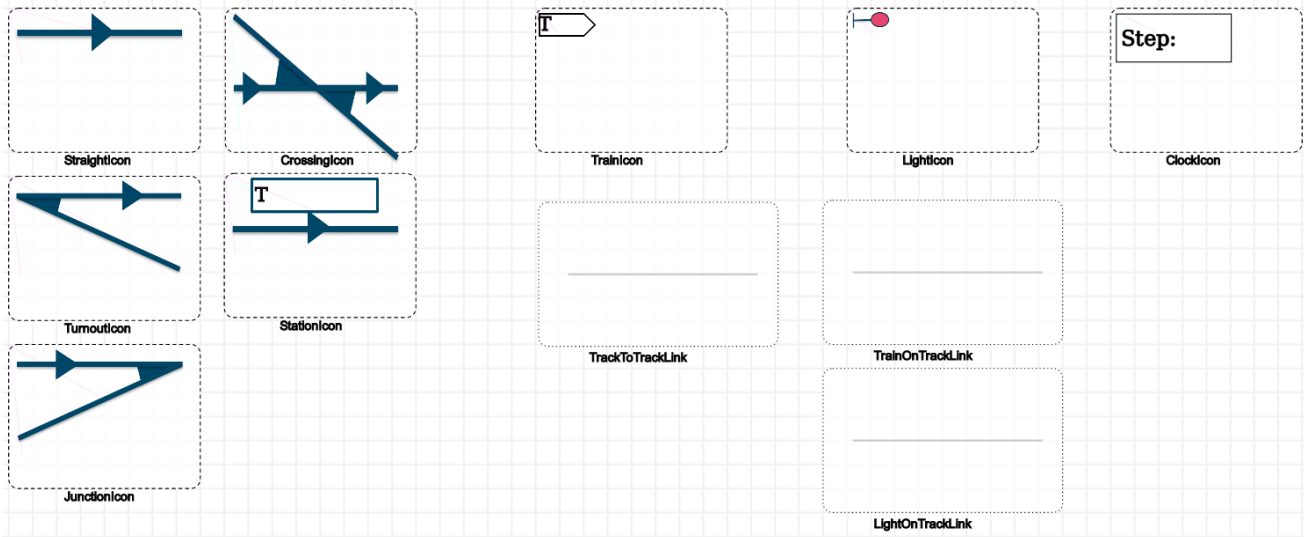 StraightIcon
CrossingIcon
T
TrainIcon
LightIcon
Step:
ClockIcon
TurnoutIcon
T
StationIcon
TrackToTrackLink
TrainOnTrackLink
JunctionIcon
LightOnTrackLink